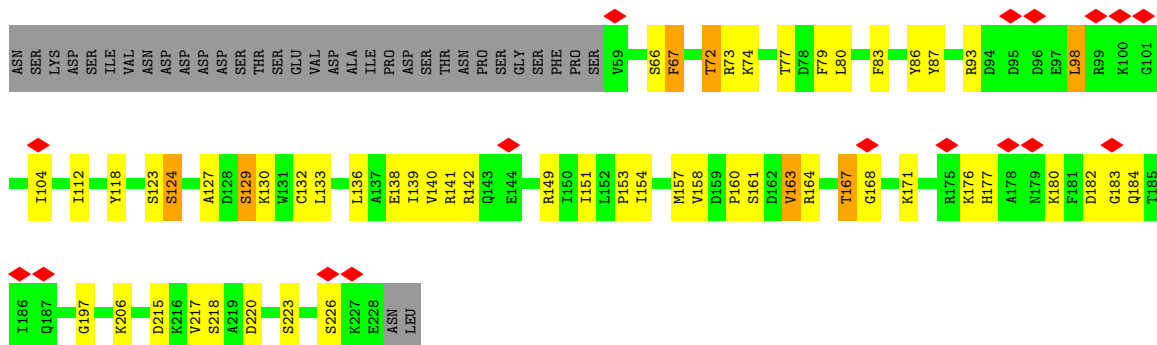 ASN SER LYS ASP SER ILE VAL ASN ASP ASP ASP ASP SER THR SER GLU VAL ASP ALA ILE PRO ASP SER THR ASN PRO SER GLY SER PHE PRO SER V59 S66 F67 T72 R73 K74 T77 D78 F79 L80 F83 Y86 Y87 R93 D94 D95 D96 E97 L98 R99 K100 G101
I104 I112 Y118 S123 S124 A127 D128 S129 K130 W131 C132 L133 L136 A137 E138 I139 V140 R141 R142 Q143 E144 R149 I150 I151 L152 P153 I154 M157 V158 D159 P160 S161 D162 V163 R164 T167 G168 K171 R175 K176 H177 A178 N179 K180 F181 D182 G183 Q184 T185
I186 Q187 G197 K206 D215 K216 V217 S218 A219 D220 S223 S226 K227 E228 ASN LEU